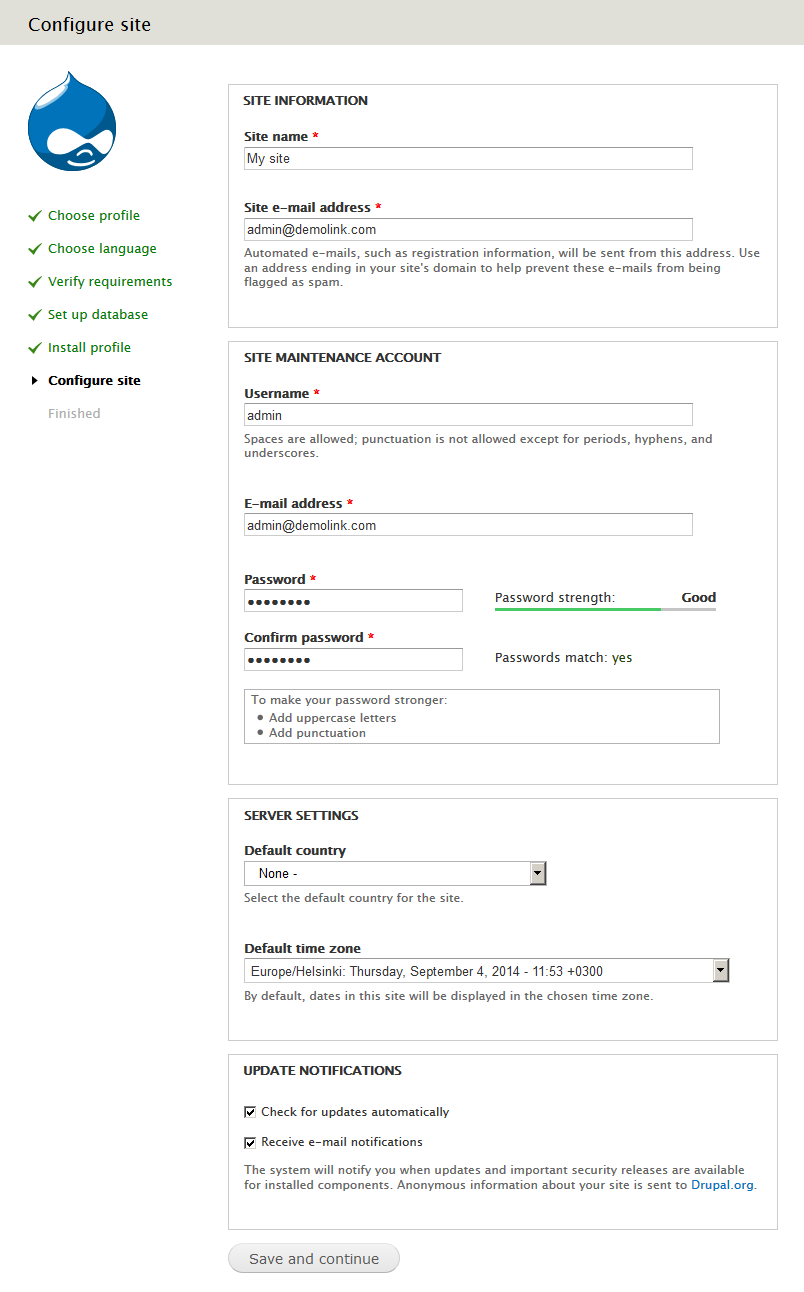 Configure site
Choose profile
Choose language
Verify requirements
Set up database
Install profile
Configure site
Finished
SITE INFORMATION
Site name *
My site
Site e-mail address *
admin@demolink.com
Automated e-mails, such as registration information, will be sent from this address. Use
an address ending in your site's domain to help prevent these e-mails from being
flagged as spam.
SITE MAINTENANCE ACCOUNT
Username *
admin
Spaces are allowed; punctuation is not allowed except for periods, hyphens, and
underscores.
E-mail address *
admin@demolink.com
Password *
••••••••
Password strength: Good
Confirm password *
••••••••
Passwords match: yes
To make your password stronger:
• Add uppercase letters
• Add punctuation
SERVER SETTINGS
Default country
None -
Select the default country for the site.
Default time zone
Europe/Helsinki: Thursday, September 4, 2014 - 11:53 +0300
By default, dates in this site will be displayed in the chosen time zone.
UPDATE NOTIFICATIONS
Check for updates automatically
Receive e-mail notifications
The system will notify you when updates and important security releases are available
for installed components. Anonymous information about your site is sent to Drupal.org.
Save and continue